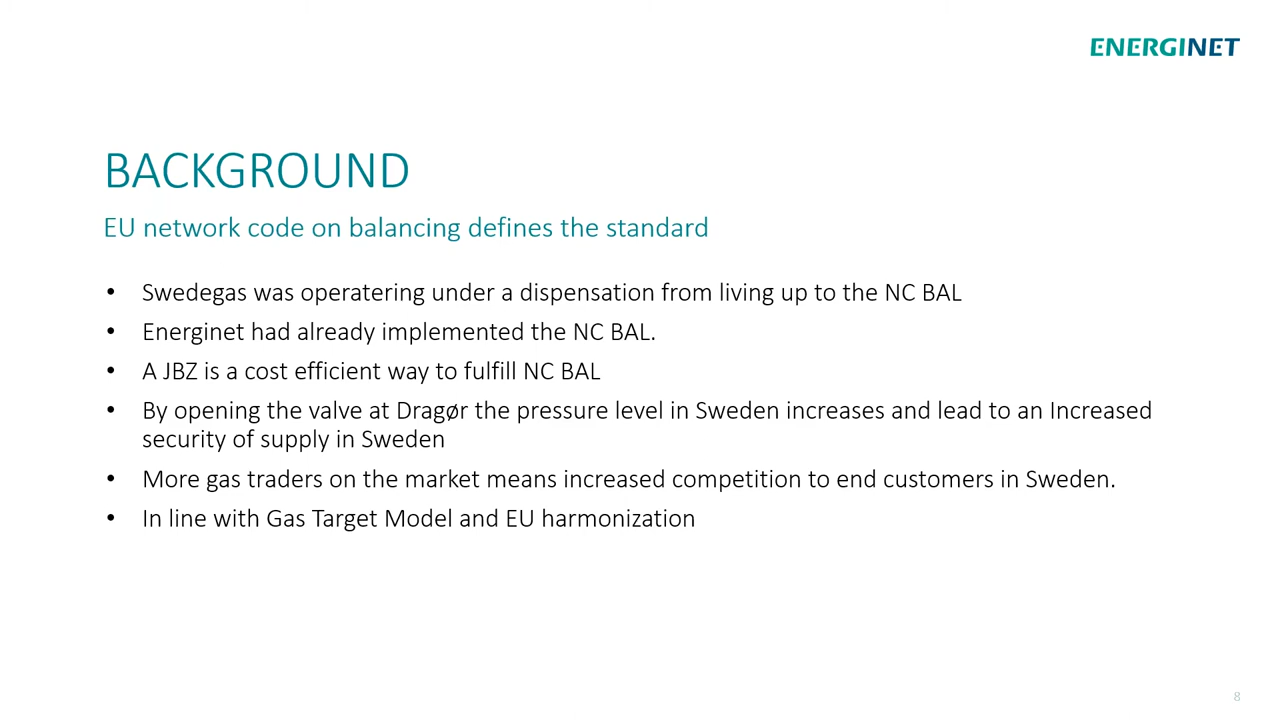 ENERGINET
BACKGROUND
EU network code on balancing defines the standard
• Swedegas was operatering under a dispensation from living up to the NC BAL
• Energinet had already implemented the NC BAL.
• A JBZ is a cost efficient way to fulfill NC BAL
• By opening the valve at Dragør the pressure level in Sweden increases and lead to an Increased
security of supply in Sweden
• More gas traders on the market means increased competition to end customers in Sweden.
• In line with Gas Target Model and EU harmonization
8